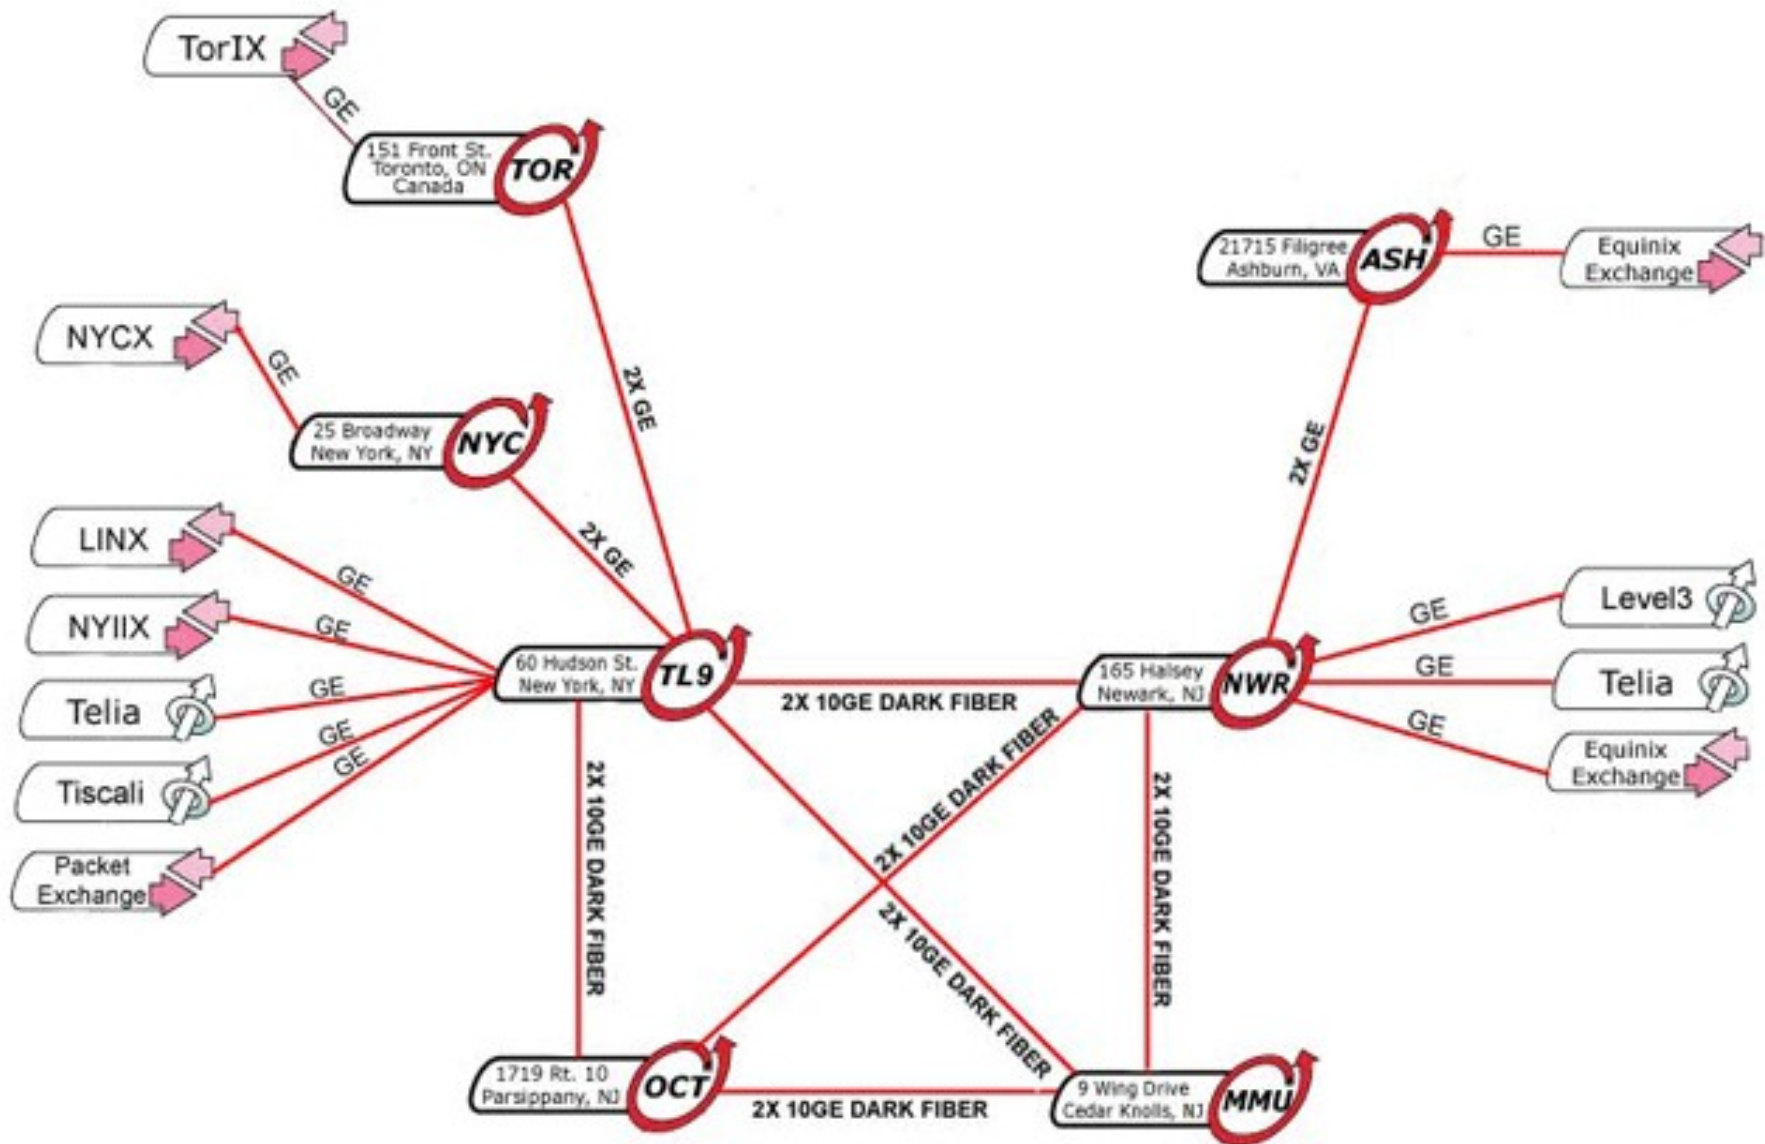 TorIX
GE
151 Front St.
Toronto, ON
Canada
TOR
21715 Filigree
Ashburn, VA
ASH
GE
Equinix
Exchange
NYCX
GE
25 Broadway
New York, NY
NYC
2X GE
2X GE
2X GE
LINX
GE
NYIIX
GE
Telia
GE
Tiscali
GE
Packet
Exchange
GE
60 Hudson St.
New York, NY
TL9
2X 10GE DARK FIBER
165 Halsey
Newark, NJ
NWR
GE
Level3
GE
Telia
GE
Equinix
Exchange
2X 10GE DARK FIBER
2X 10GE DARK FIBER
2X 10GE DARK FIBER
2X 10GE DARK FIBER
1719 Rt. 10
Parsippany, NJ
OCT
2X 10GE DARK FIBER
9 Wing Drive
Cedar Knolls, NJ
MMU